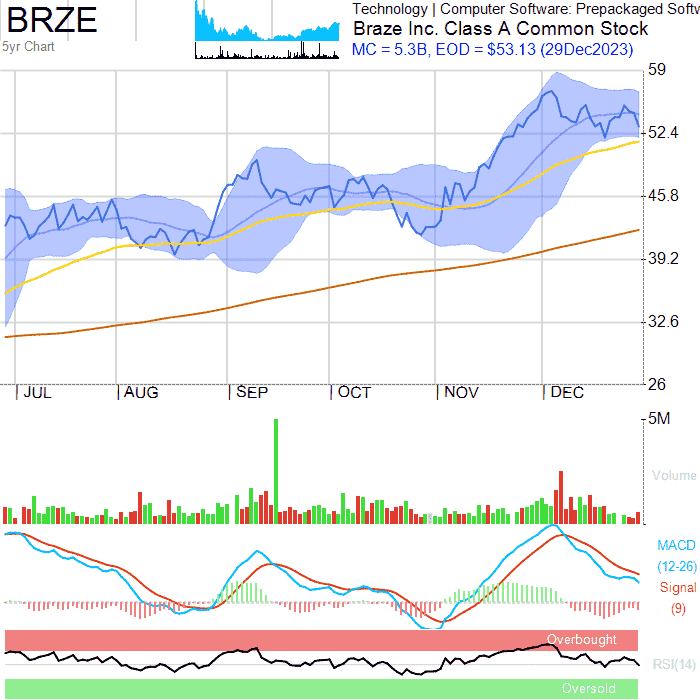 BRZE
5yr Chart
Technology | Computer Software: Prepackaged Softw
Braze Inc. Class A Common Stock
MC = 5.3B, EOD = $53.13 (29Dec2023)
59
52.4
45.8
39.2
32.6
26
JUL AUG SEP OCT NOV DEC
5M
Volume
MACD
(12-26)
Signal
(9)
Overbought
RSI(14)
Oversold